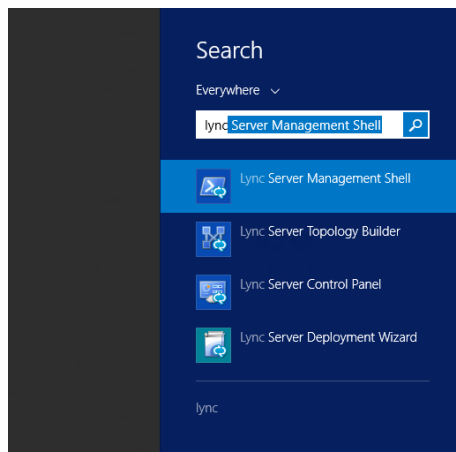 Search
Everywhere
lync Server Management Shell
Lync Server Management Shell
Lync Server Topology Builder
Lync Server Control Panel
Lync Server Deployment Wizard
lync